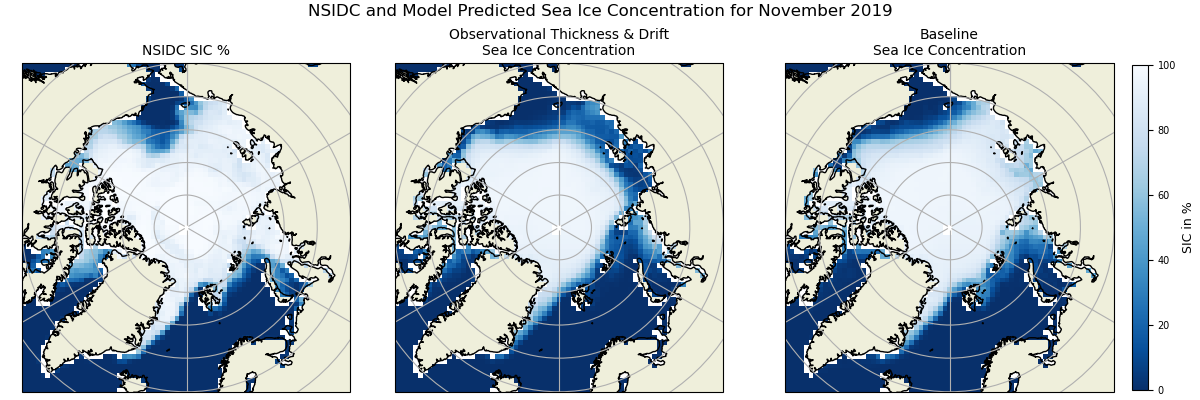 NSIDC and Model Predicted Sea Ice Concentration for November 2019
NSIDC SIC %
Observational Thickness & Drift
Sea Ice Concentration
Baseline
Sea Ice Concentration
100
80
60
40
20
0
SIC in %